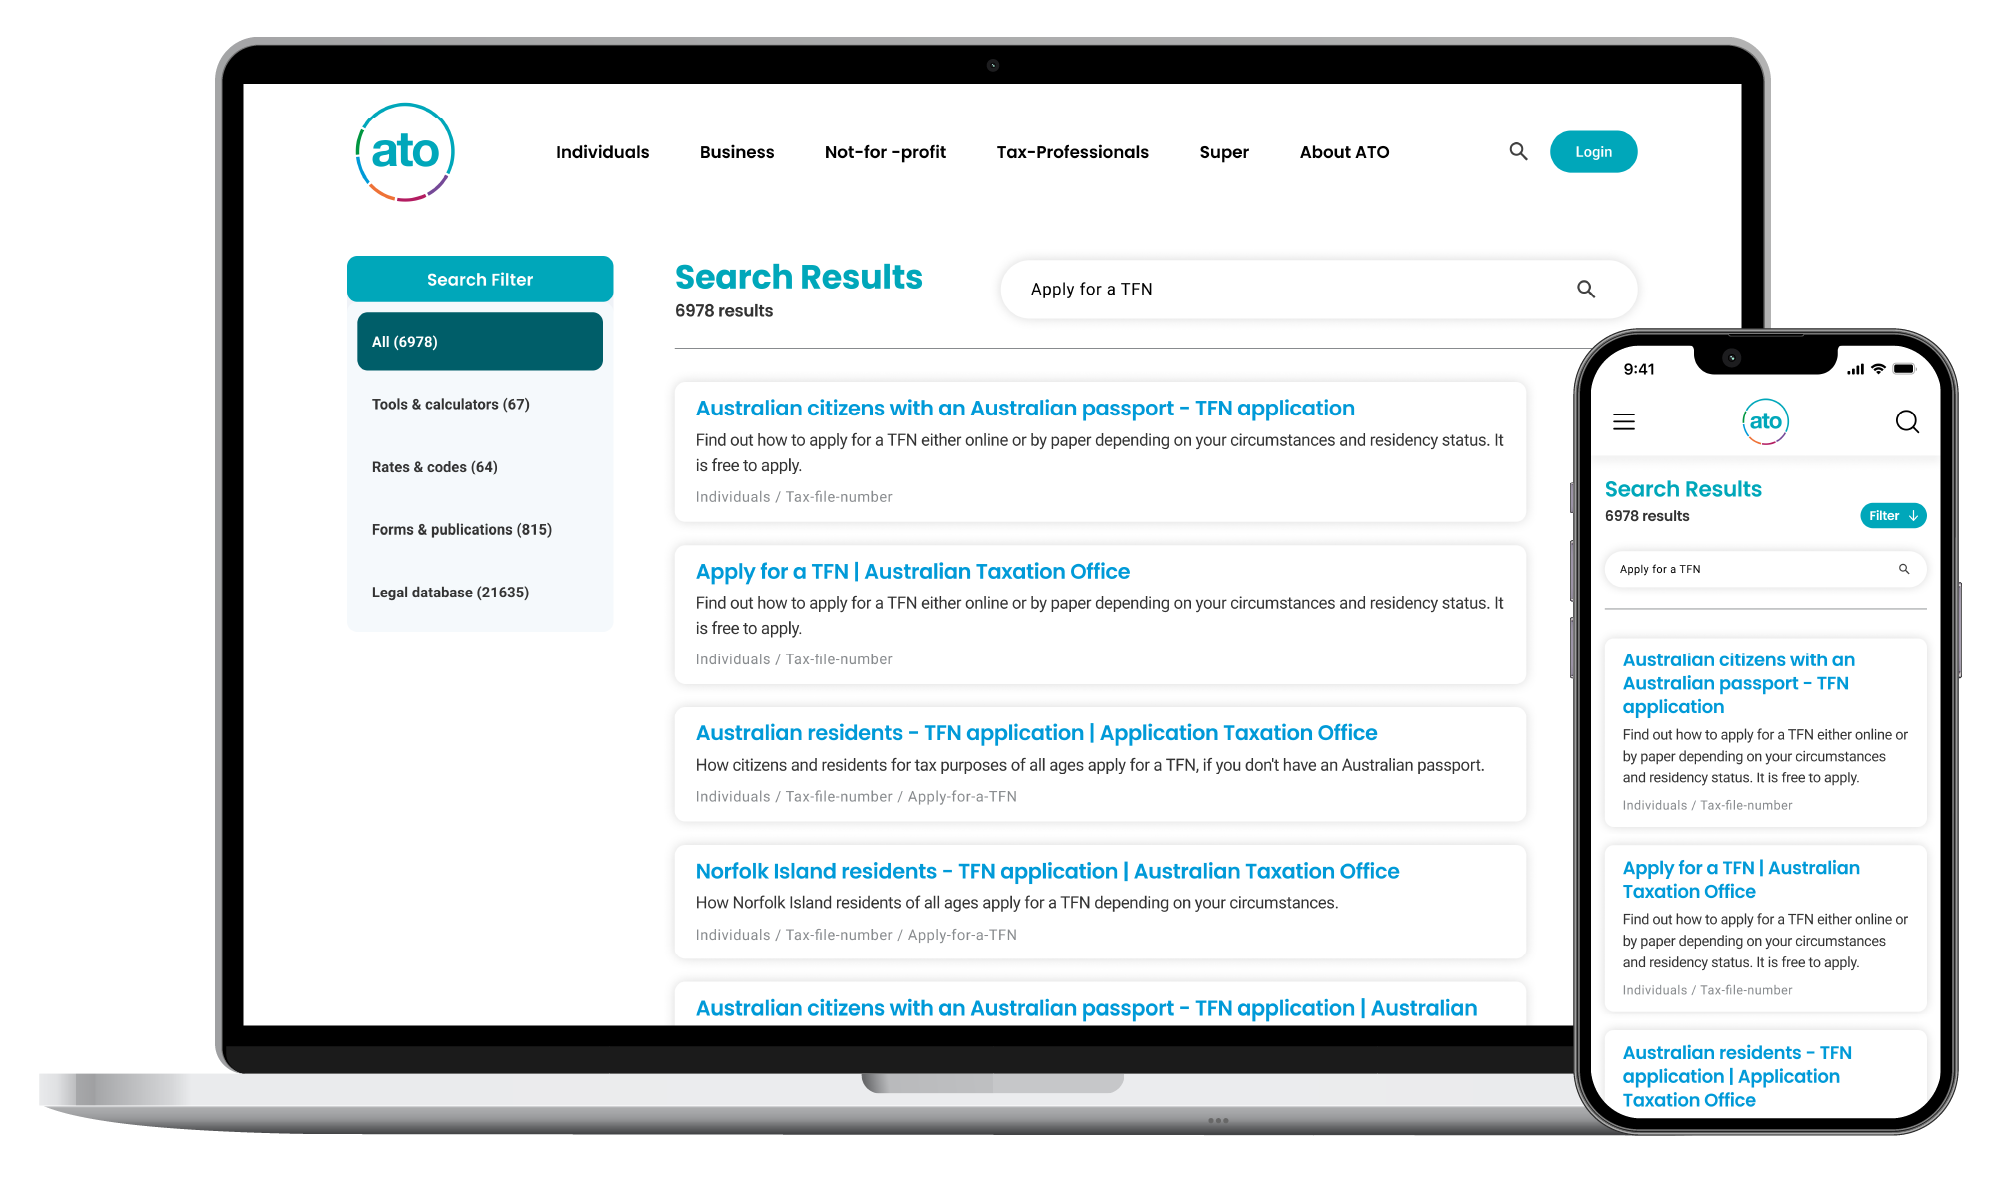 ato
Individuals
Business
Not-for -profit
Tax-Professionals
Super
About ATO
Login
Search Filter
All (6978)
Tools & calculators (67)
Rates & codes (64)
Forms & publications (815)
Legal database (21635)
Search Results
6978 results
Apply for a TFN
Australian citizens with an Australian passport - TFN application
Find out how to apply for a TFN either online or by paper depending on your circumstances and residency status. It
is free to apply.
Individuals / Tax-file-number
Apply for a TFN | Australian Taxation Office
Find out how to apply for a TFN either online or by paper depending on your circumstances and residency status. It
is free to apply.
Individuals / Tax-file-number
Australian residents - TFN application | Application Taxation Office
How citizens and residents for tax purposes of all ages apply for a TFN, if you don't have an Australian passport.
Individuals / Tax-file-number / Apply-for-a-TFN
Norfolk Island residents - TFN application | Australian Taxation Office
How Norfolk Island residents of all ages apply for a TFN depending on your circumstances.
Individuals / Tax-file-number / Apply-for-a-TFN
Australian citizens with an Australian passport - TFN application | Australian
9:41
ato
Search Results
6978 results
Filter
Apply for a TFN
Australian citizens with an
Australian passport - TFN
application
Find out how to apply for a TFN either online or
by paper depending on your circumstances
and residency status. It is free to apply.
Individuals / Tax-file-number
Apply for a TFN | Australian
Taxation Office
Find out how to apply for a TFN either online or
by paper depending on your circumstances
and residency status. It is free to apply.
Individuals / Tax-file-number
Australian residents - TFN
application | Application
Taxation Office